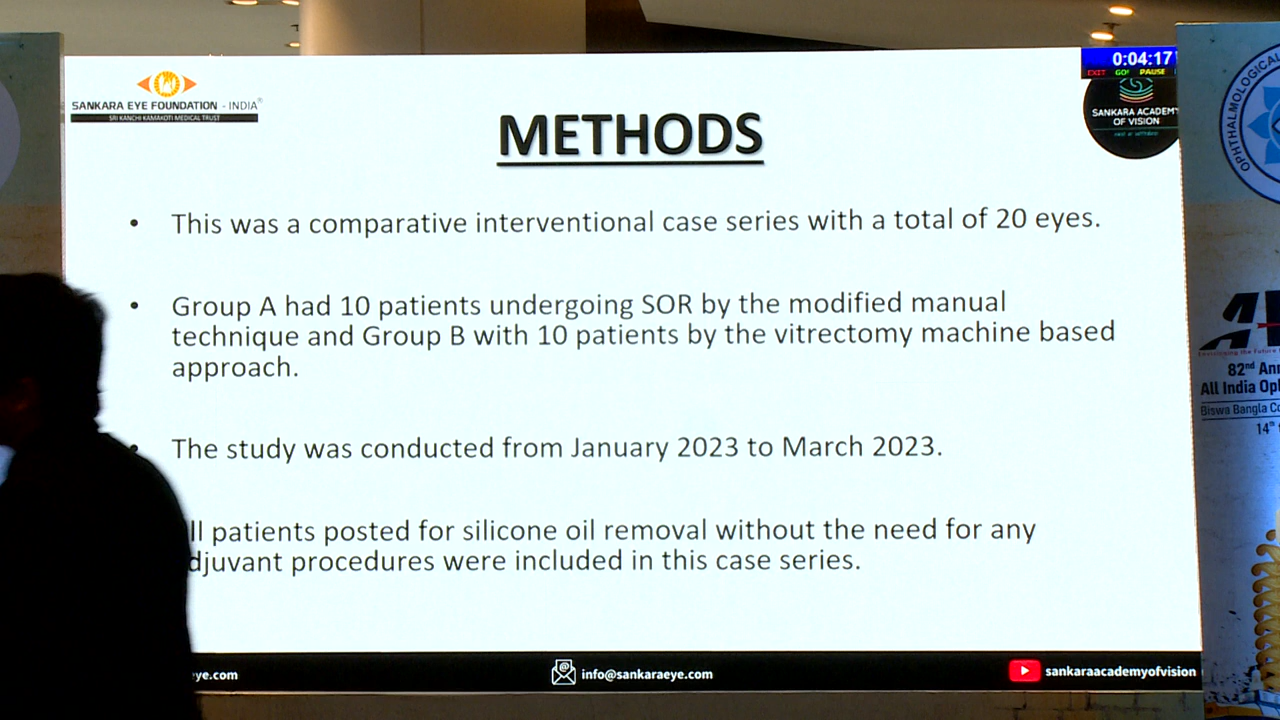 0:04:17
EXIT GO! PAUSE
SANKARA EYE FOUNDATION - INDIA®
SRI KANCHI KAMAKOTI MEDICAL TRUST
SANKARA ACADEMY
OF VISION
METHODS
• This was a comparative interventional case series with a total of 20 eyes.
• Group A had 10 patients undergoing SOR by the modified manual
technique and Group B with 10 patients by the vitrectomy machine based
approach.
• The study was conducted from January 2023 to March 2023.
ll patients posted for silicone oil removal without the need for any
djuvant procedures were included in this case series.
ye.com
info@sankaraeye.com
sankaraacademyofvision
OPHTHALMOLOGICAL
82nd Ann
All India Oph
Biswa Bangla Co
14th